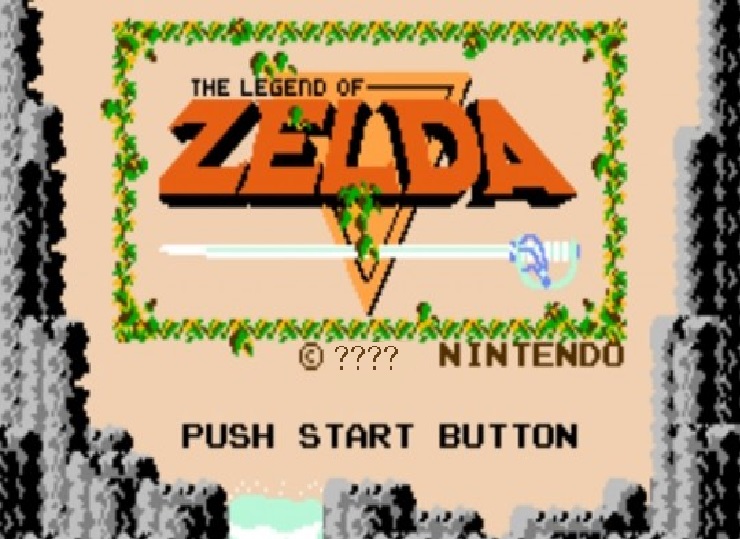 THE LEGEND OF
ZELDA
© ???? NINTENDO
PUSH START BUTTON